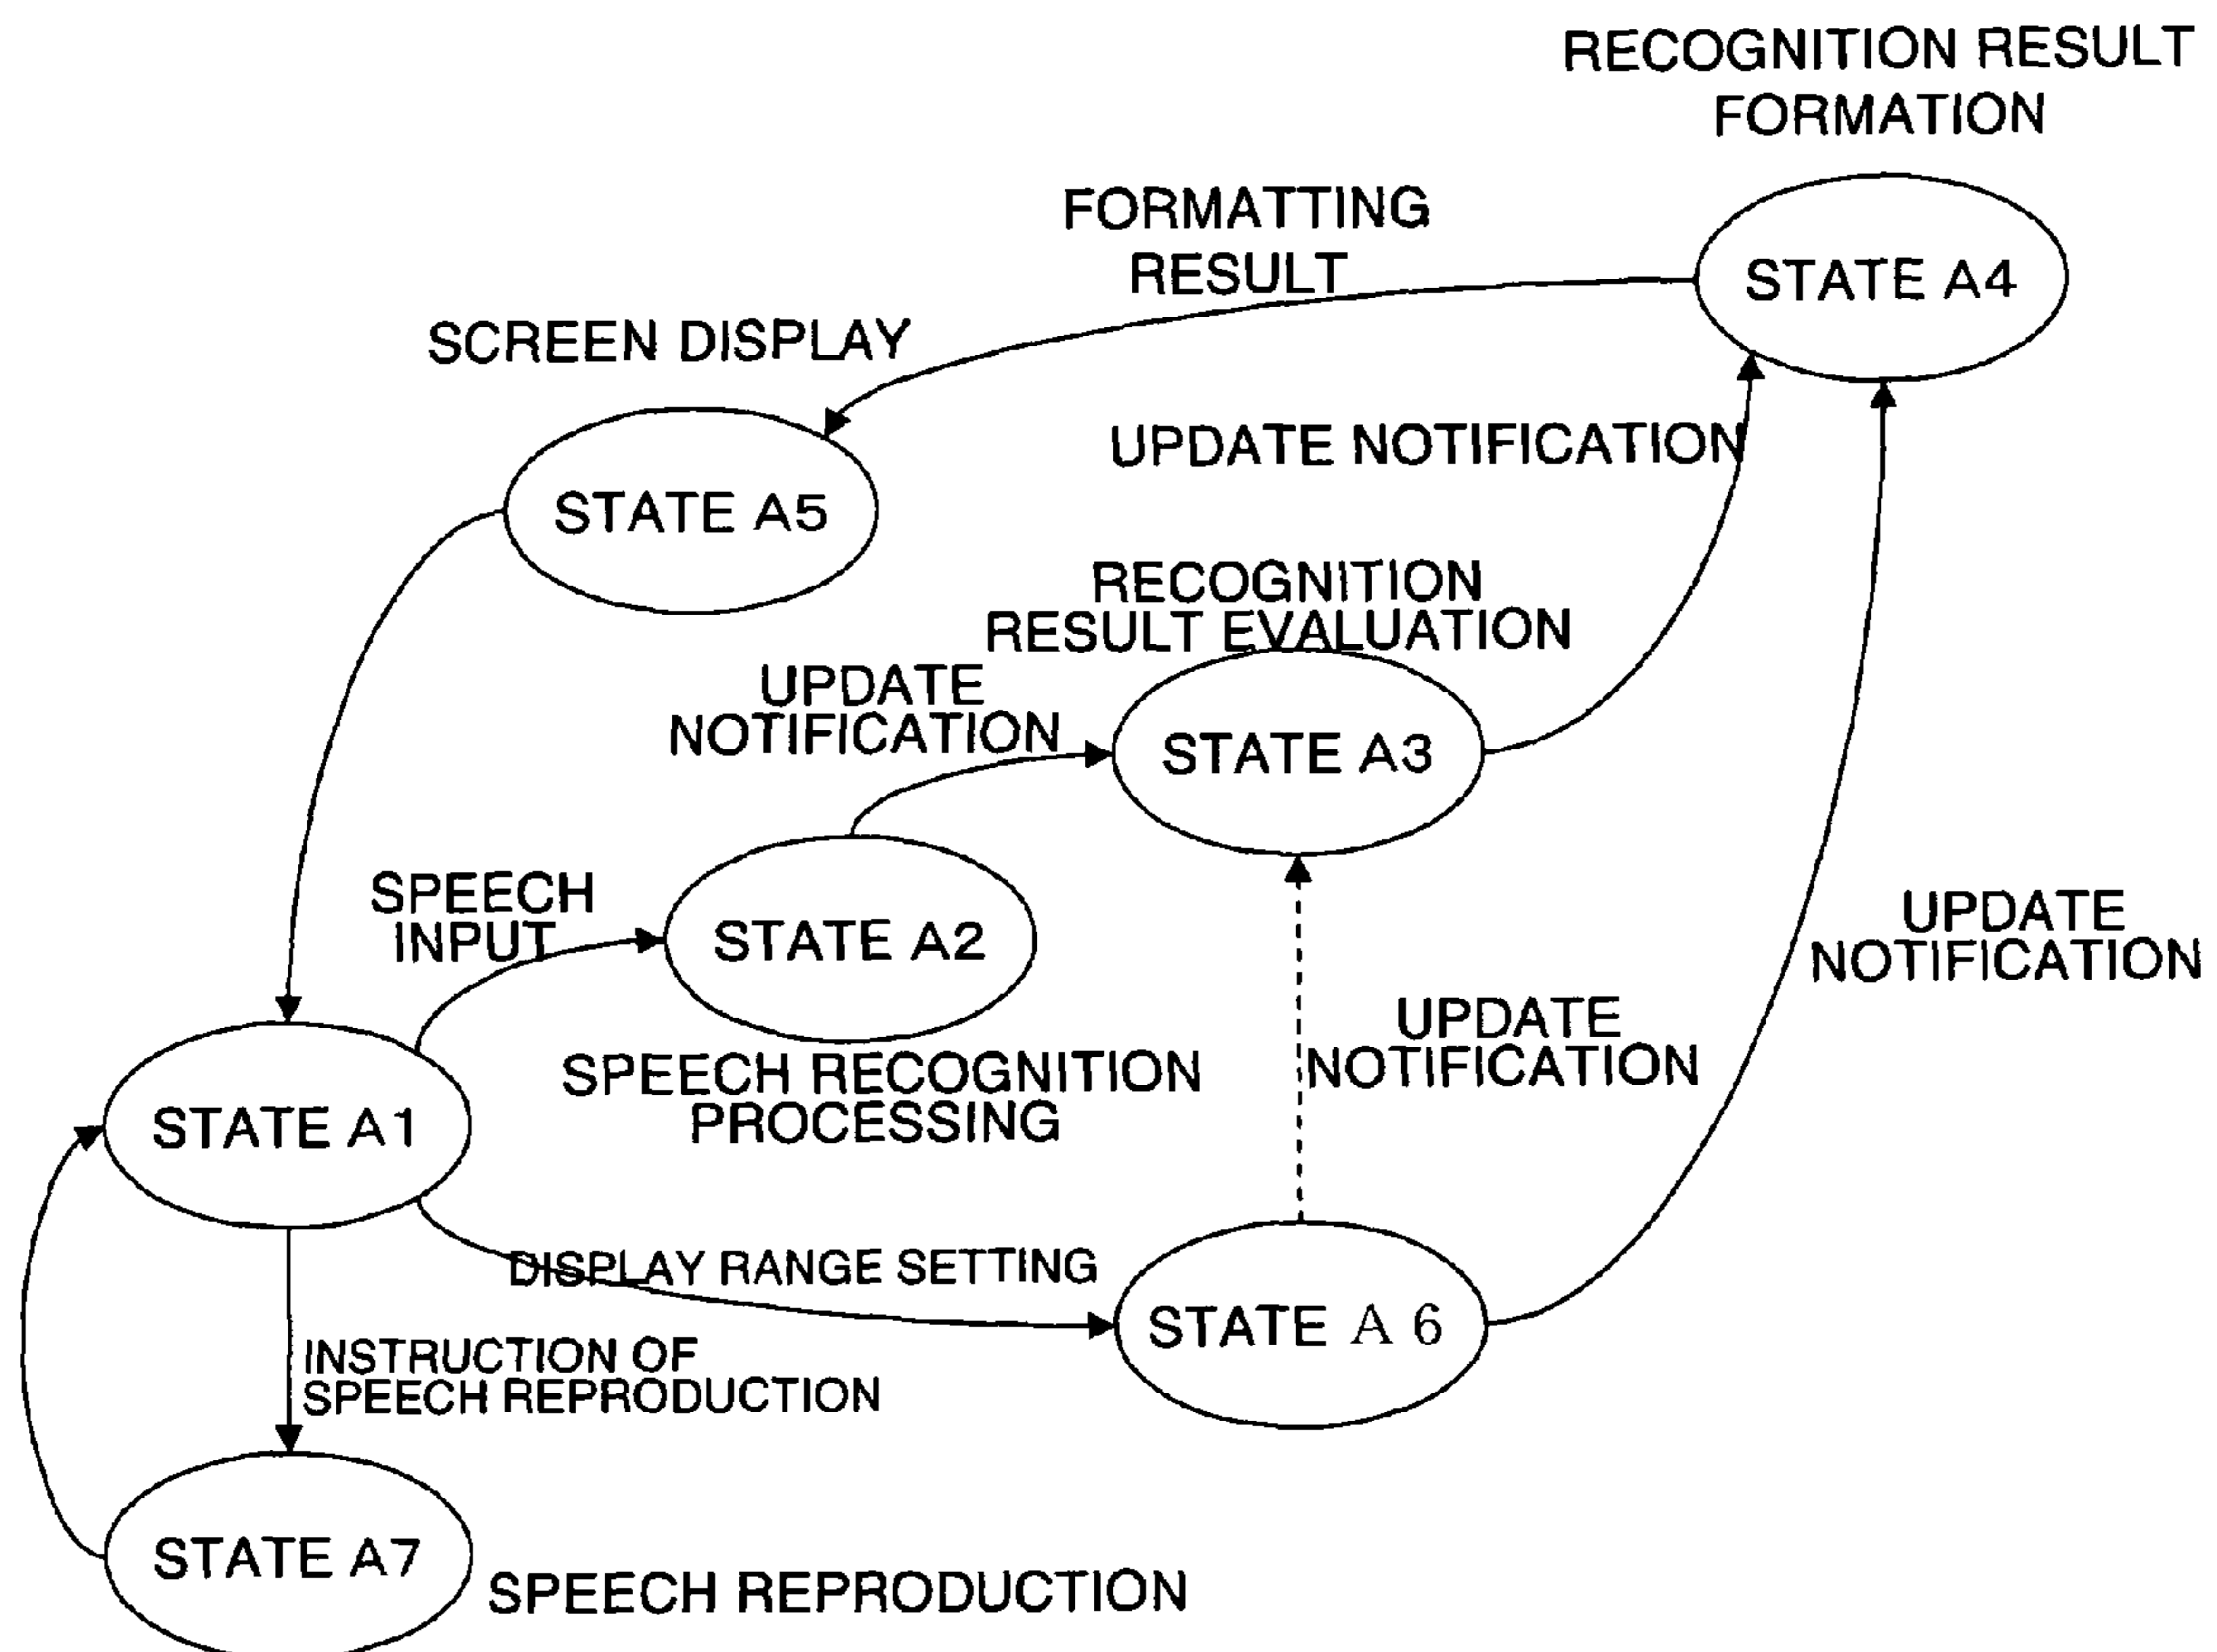 RECOGNITION RESULT
FORMATION
FORMATTING
RESULT
STATE A4
SCREEN DISPLAY
UPDATE NOTIFICATION
STATE A5
RECOGNITION
RESULT EVALUATION
UPDATE
NOTIFICATION
STATE A3
SPEECH
INPUT
STATE A2
UPDATE
NOTIFICATION
UPDATE
NOTIFICATION
SPEECH RECOGNITION
PROCESSING
STATE A1
DISPLAY RANGE SETTING
STATE A 6
INSTRUCTION OF
SPEECH REPRODUCTION
STATE A7
SPEECH REPRODUCTION